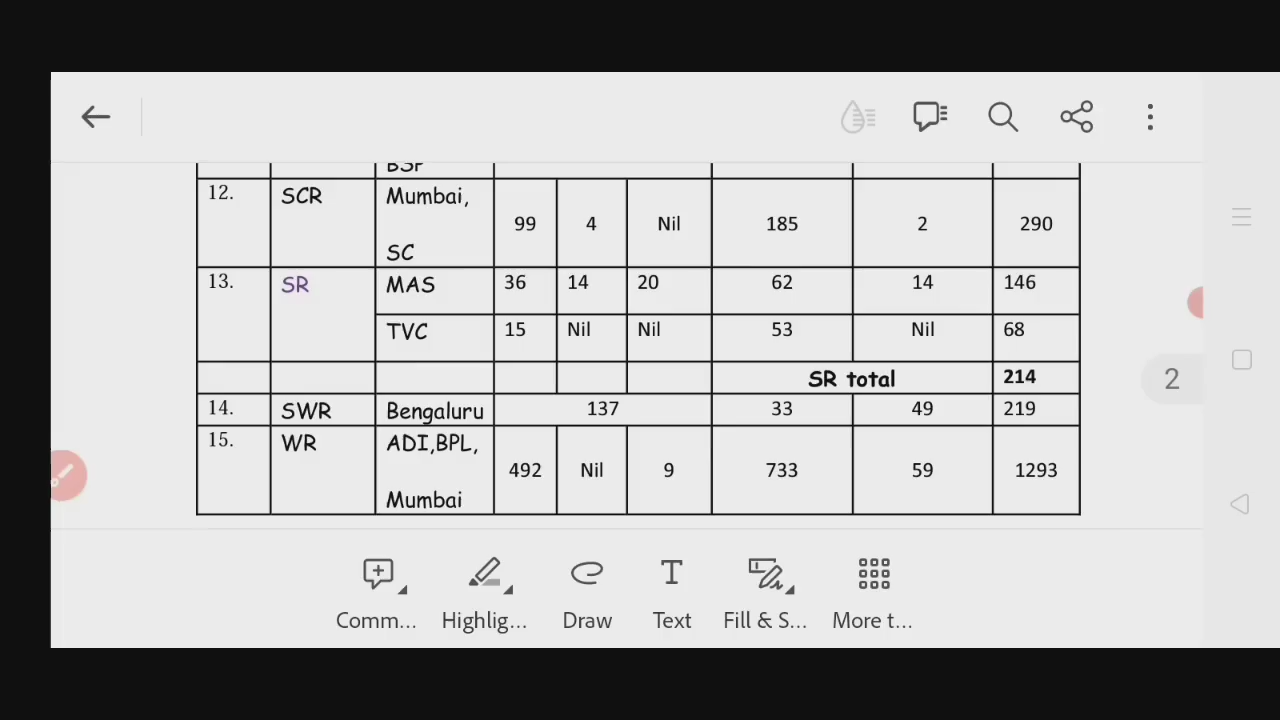 BSP
12. SCR Mumbai, SC 99 4 Nil 185 2 290
13. SR MAS 36 14 20 62 14 146
TVC 15 Nil Nil 53 Nil 68
SR total 214
14. SWR Bengaluru 137 33 49 219
15. WR ADI,BPL, Mumbai 492 Nil 9 733 59 1293
2
Comm... Highlig... Draw Text Fill & S... More t...